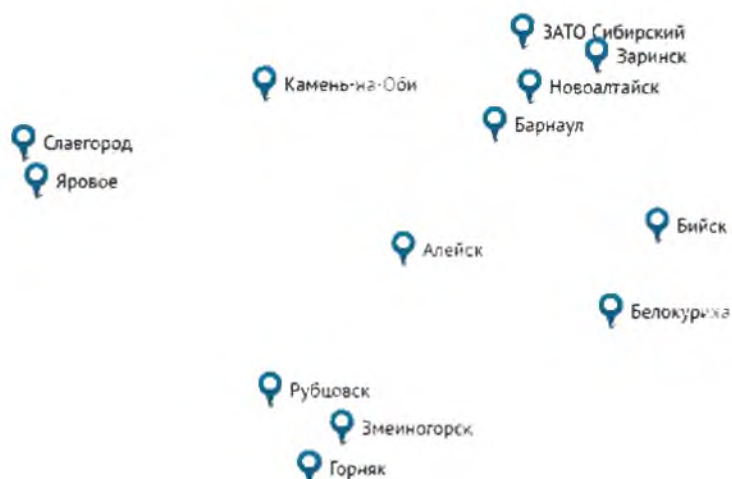 ЗАТО Сибирский
Заринск
Камень-на-Оби
Новоалтайск
Барнаул
Славгород
Яровое
Бийск
Алейск
Белокуриха
Рубцовск
Змеиногорск
Горняк